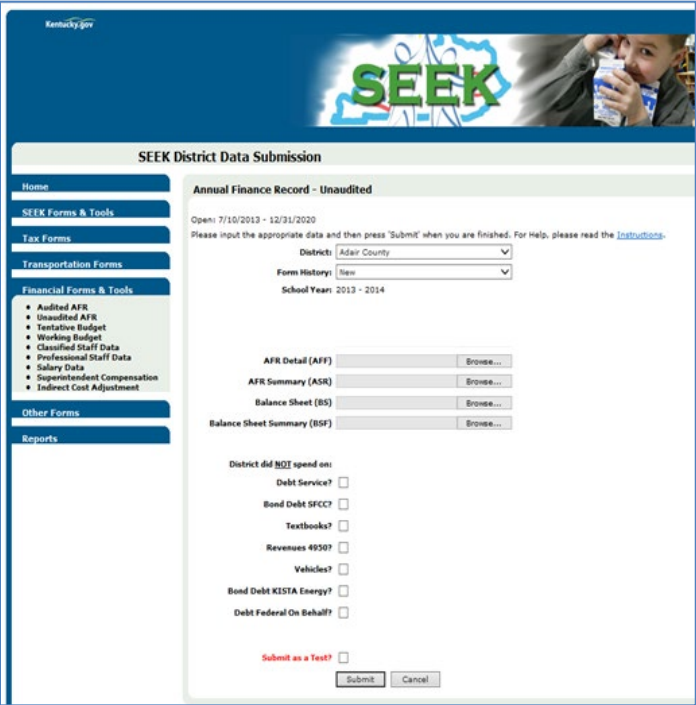 Kentucky.gov
SEEK
SEEK District Data Submission
Home
SEEK Forms & Tools
Tax Forms
Transportation Forms
Financial Forms & Tools
• Audited AFR
• Unaudited AFR
• Tentative Budget
• Working Budget
• Classified Staff Data
• Professional Staff Data
• Salary Data
• Superintendent Compensation
• Indirect Cost Adjustment
Other Forms
Reports
Annual Finance Record - Unaudited
Open: 7/10/2013 - 12/31/2020
Please input the appropriate data and then press 'Submit' when you are finished. For Help, please read the Instructions.
District: Adair County
Form History: New
School Year: 2013 - 2014
AFR Detail (AFF) Browse...
AFR Summary (ASR) Browse...
Balance Sheet (BS) Browse...
Balance Sheet Summary (BSF) Browse...
District did NOT spend on:
Debt Service?
Bond Debt SFCC?
Textbooks?
Revenues 4950?
Vehicles?
Bond Debt KISTA Energy?
Debt Federal On Behalf?
Submit as a Test?
Submit Cancel